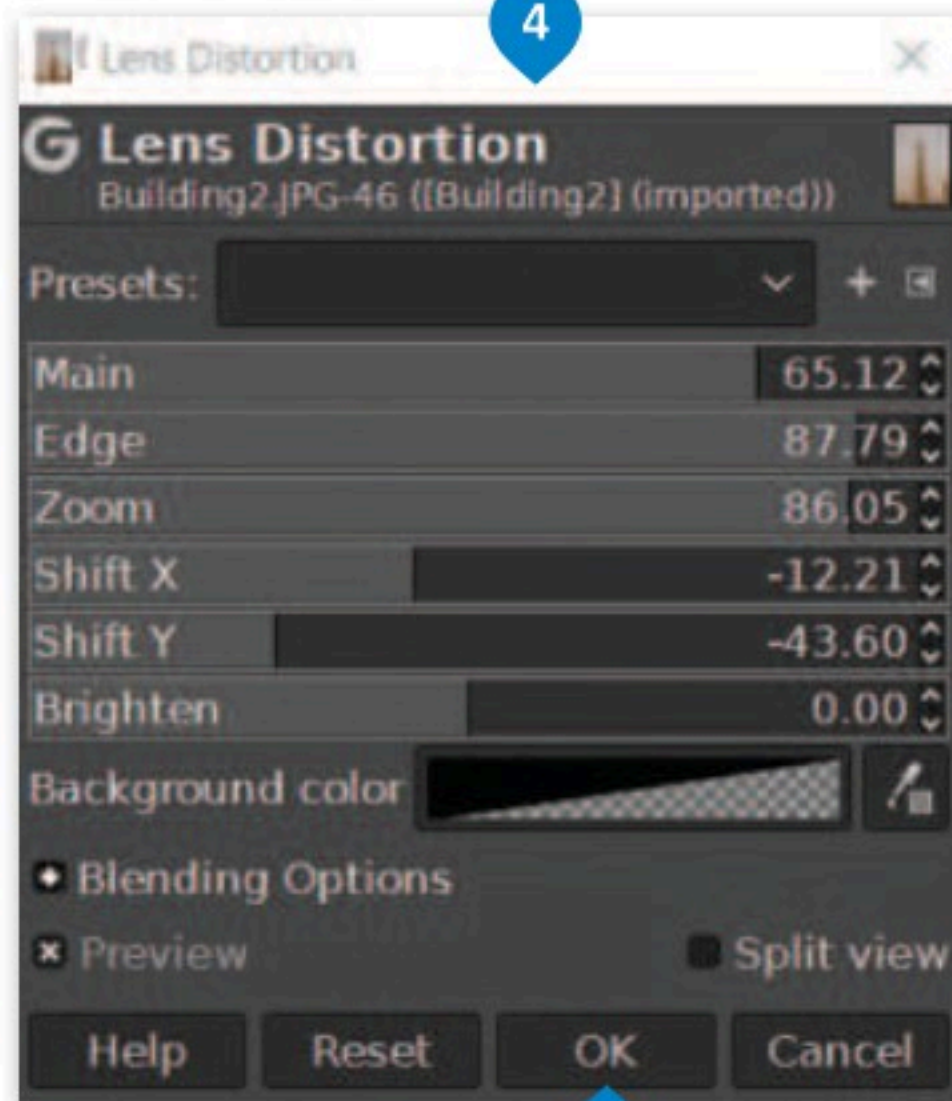 4
Lens Distortion
G Lens Distortion
Building2.JPG-46 ([Building2] (imported))
Presets:
Main 65.12
Edge 87.79
Zoom 86.05
Shift X -12.21
Shift Y -43.60
Brighten 0.00
Background color
Blending Options
Preview Split view
Help Reset OK Cancel